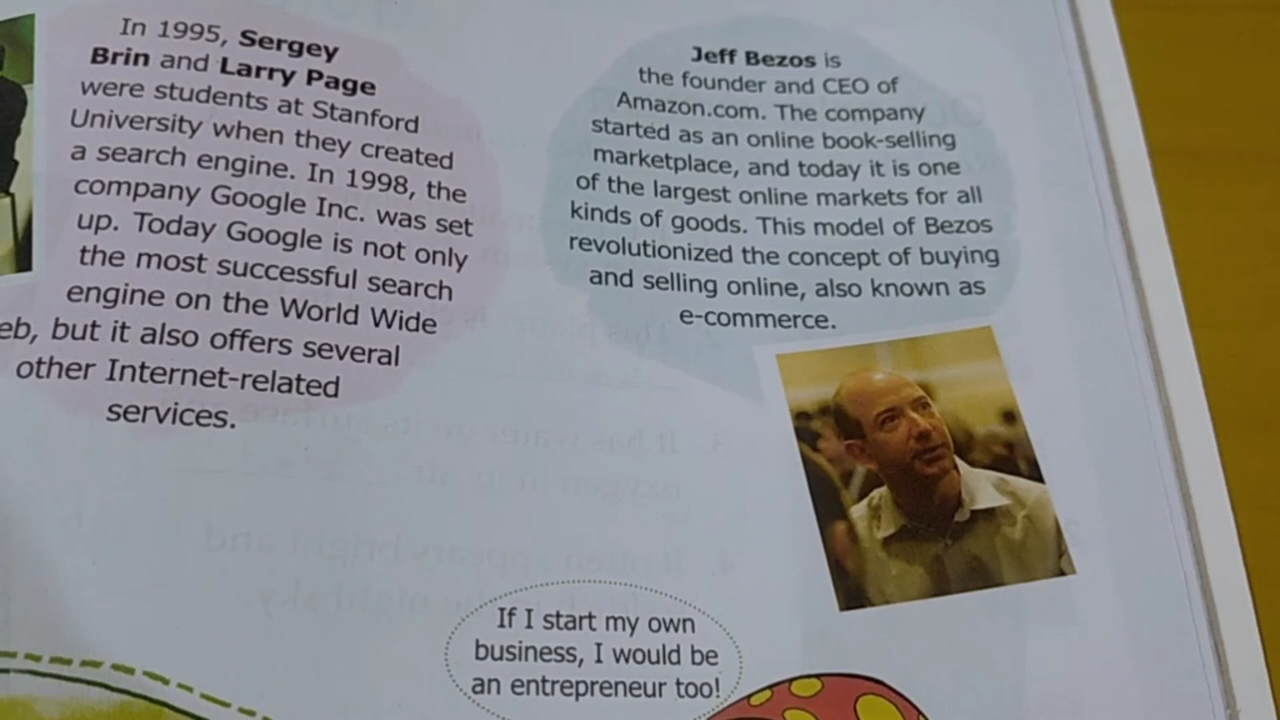 In 1995, Sergey
Brin and Larry Page
were students at Stanford
University when they created
a search engine. In 1998, the
company Google Inc. was set
up. Today Google is not only
the most successful search
engine on the World Wide
eb, but it also offers several
other Internet-related
services.
Jeff Bezos is
the founder and CEO of
Amazon.com. The company
started as an online book-selling
marketplace, and today it is one
of the largest online markets for all
kinds of goods. This model of Bezos
revolutionized the concept of buying
and selling online, also known as
e-commerce.
If I start my own
business, I would be
an entrepreneur too!